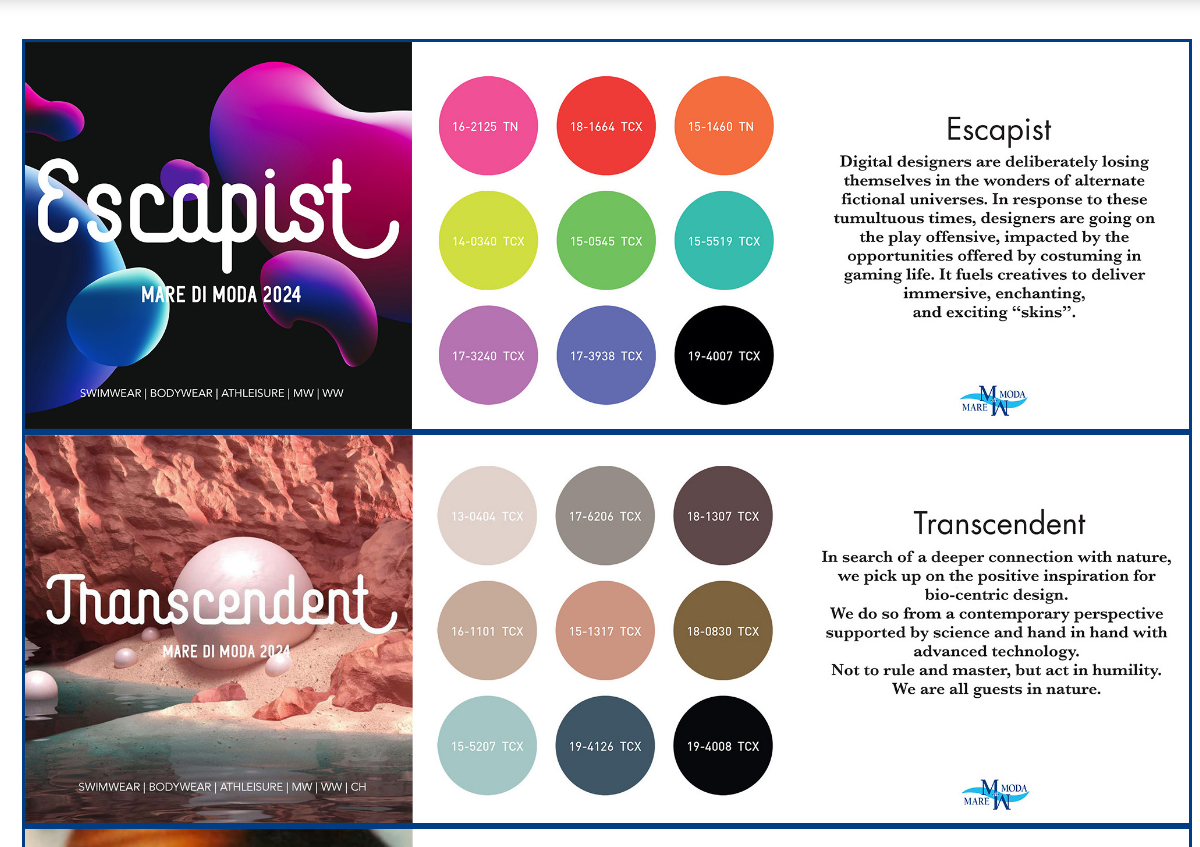 Escapist
MARE DI MODA 2024
SWIMWEAR | BODYWEAR | ATHLEISURE | MW | WW
16-2125 TN
18-1664 TCX
15-1460 TN
14-0340 TCX
15-0545 TCX
15-5519 TCX
17-3240 TCX
17-3938 TCX
19-4007 TCX
Escapist
Digital designers are deliberately losing
themselves in the wonders of alternate
fictional universes. In response to these
tumultuous times, designers are going on
the play offensive, impacted by the
opportunities offered by costuming in
gaming life. It fuels creatives to deliver
immersive, enchanting,
and exciting “skins”.
M MODA
MARE M
Transcendent
MARE DI MODA 2024
SWIMWEAR | BODYWEAR | ATHLEISURE | MW | WW | CH
13-0404 TCX
17-6206 TCX
18-1307 TCX
16-1101 TCX
15-1317 TCX
18-0830 TCX
15-5207 TCX
19-4126 TCX
19-4008 TCX
Transcendent
In search of a deeper connection with nature,
we pick up on the positive inspiration for
bio-centric design.
We do so from a contemporary perspective
supported by science and hand in hand with
advanced technology.
Not to rule and master, but act in humility.
We are all guests in nature.
M MODA
MARE M